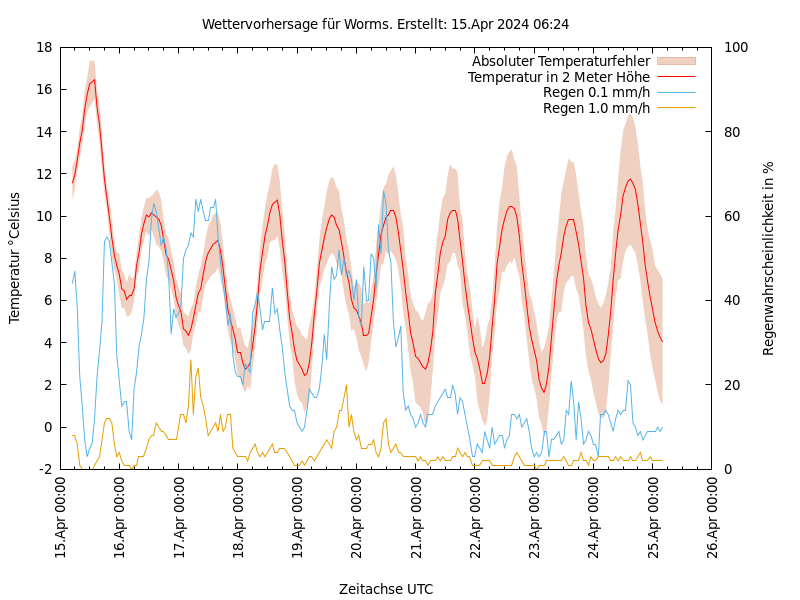 Wettervorhersage für Worms. Erstellt: 15.Apr 2024 06:24
Absoluter Temperaturfehler
Temperatur in 2 Meter Höhe
Regen 0.1 mm/h
Regen 1.0 mm/h
Temperatur °Celsius
18
16
14
12
10
8
6
4
2
0
-2
100
80
60
40
20
0
Regenwahrscheinlichkeit in %
15.Apr 00:00
16.Apr 00:00
17.Apr 00:00
18.Apr 00:00
19.Apr 00:00
20.Apr 00:00
21.Apr 00:00
22.Apr 00:00
23.Apr 00:00
24.Apr 00:00
25.Apr 00:00
26.Apr 00:00
Zeitachse UTC